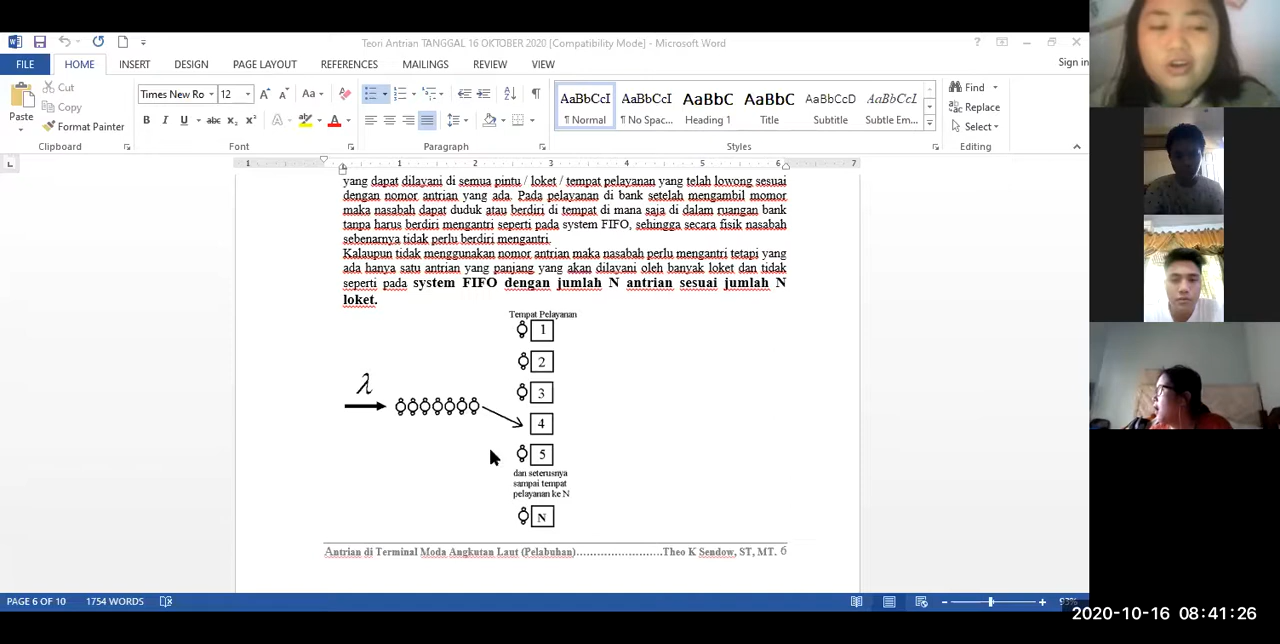 Teori Antrian TANGGAL 16 OKTOBER 2020 [Compatibility Mode] - Microsoft Word
FILE HOME INSERT DESIGN PAGE LAYOUT REFERENCES MAILINGS REVIEW VIEW Sign in
Cut
Copy
Format Painter
Paste
Times New Ro 12
AaBbCcI AaBbCcI AaBbC AaBbC AaBbCcD AaBbCcI
¶ Normal ¶ No Spac... Heading 1 Title Subtitle Subtle Em...
Find
Replace
Select
Clipboard Font Paragraph Styles Editing
1 1 2 3 4 5 6 7
yang dapat dilayani di semua pintu / loket / tempat pelayanan yang telah lowong sesuai
dengan nomor antrian yang ada. Pada pelayanan di bank setelah mengambil momor
maka nasabah dapat duduk atau berdiri di tempat di mana saja di dalam ruangan bank
tanpa harus berdiri mengantri seperti pada system FIFO, sehingga secara fisik nasabah
sebenarnya tidak perlu berdiri mengantri.
Kalaupun tidak menggunakan nomor antrian maka nasabah perlu mengantri tetapi yang
ada hanya satu antrian yang panjang yang akan dilayani oleh banyak loket dan tidak
seperti pada system FIFO dengan jumlah N antrian sesuai jumlah N
loket.
Tempat Pelayanan
1
2
3
λ
4
5
dan seterusnya
sampai tempat
pelayanan ke N
N
Antrian di Terminal Moda Angkutan Laut (Pelabuhan)........................Theo K Sendow, ST, MT. 6
PAGE 6 OF 10 1754 WORDS 93%
2020-10-16 08:41:26